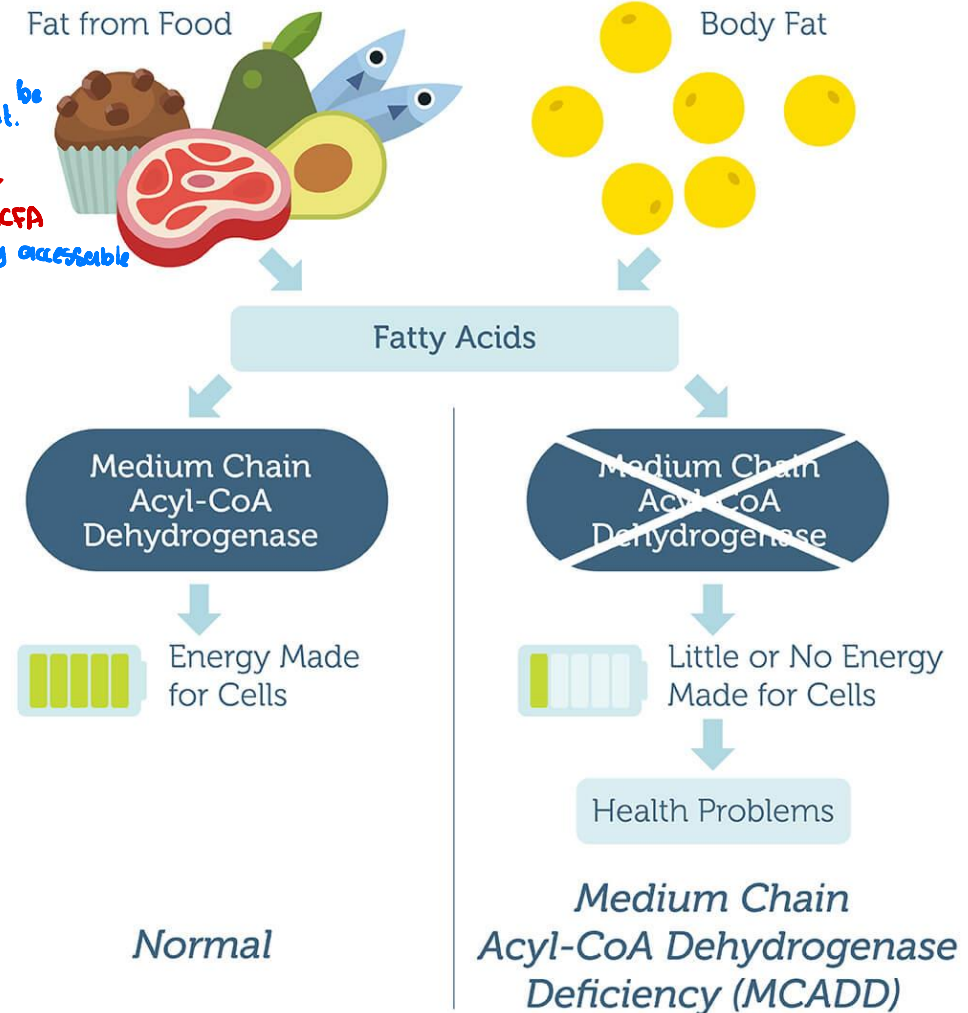 Fat from Food
Body Fat
be
accessible
Fatty Acids
Medium Chain
Acyl-CoA
Dehydrogenase
Medium Chain
Acyl-CoA
Dehydrogenase
Energy Made
for Cells
Little or No Energy
Made for Cells
Health Problems
Normal
Medium Chain
Acyl-CoA Dehydrogenase
Deficiency (MCADD)